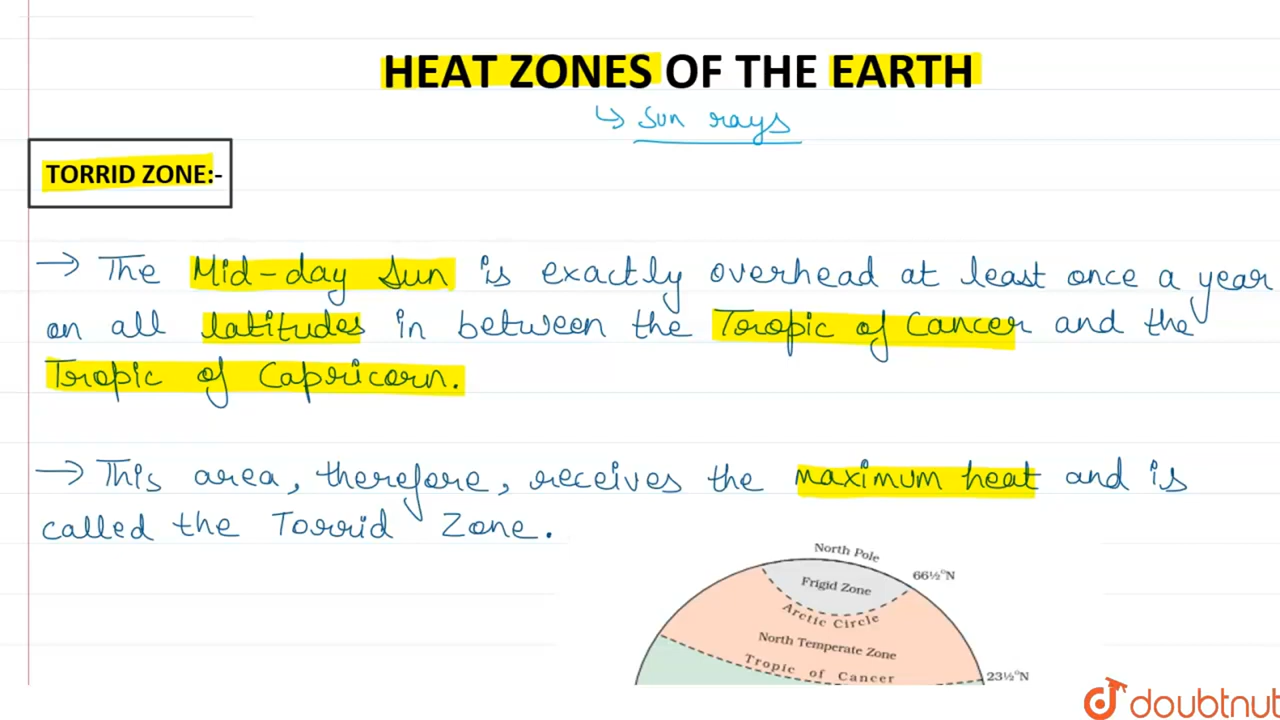 HEAT ZONES OF THE EARTH
↳ Sun rays
TORRID ZONE:-
→ The Mid-day Sun is exactly overhead at least once a year
on all latitudes in between the Tropic of Cancer and the
Tropic of Capricorn.
→ This area, therefore, receives the maximum heat and is
called the Torrid Zone.
North Pole
66½°N
Frigid Zone
Arctic Circle
North Temperate Zone
Tropic of Cancer
23½°N
doubtnut